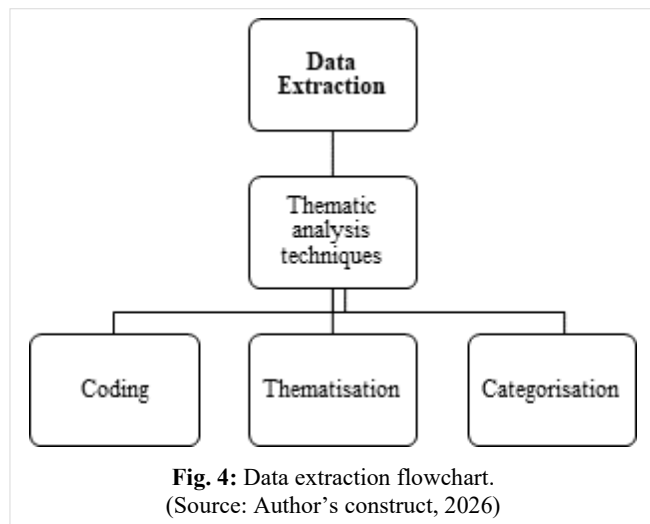 Data
Extraction
Thematic
analysis
techniques
Coding
Thematisation
Categorisation
Fig. 4: Data extraction flowchart.
(Source: Author’s construct, 2026)